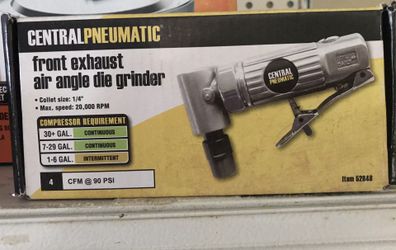 CENTRALPNEUMATIC®
front exhaust
air angle die grinder
• Collet size: 1/4"
• Max. speed: 20,000 RPM
COMPRESSOR REQUIREMENT
30+ GAL. CONTINUOUS
7-29 GAL. CONTINUOUS
1-6 GAL. INTERMITTENT
4 CFM @ 90 PSI
CENTRAL
PNEUMATIC
Item 52848